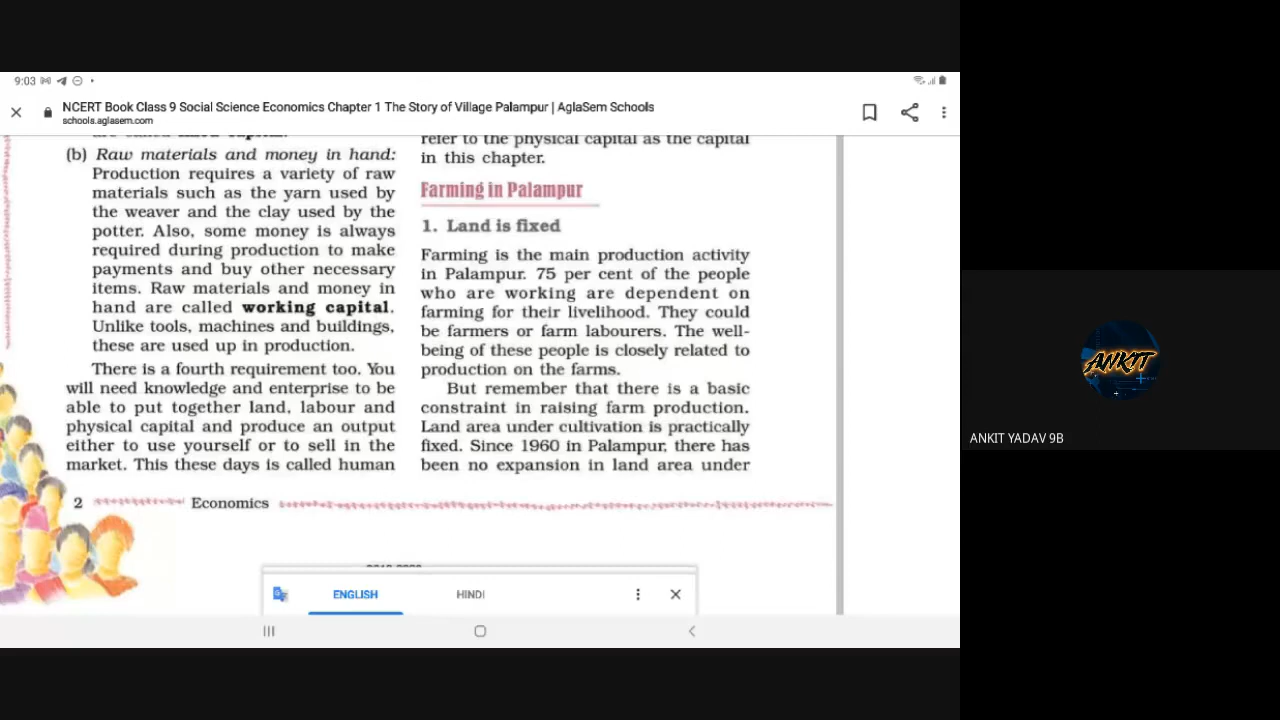 9:03
NCERT Book Class 9 Social Science Economics Chapter 1 The Story of Village Palampur | AglaSem Schools
schools.aglasem.com
(b) Raw materials and money in hand:
Production requires a variety of raw
materials such as the yarn used by
the weaver and the clay used by the
potter. Also, some money is always
required during production to make
payments and buy other necessary
items. Raw materials and money in
hand are called working capital.
Unlike tools, machines and buildings,
these are used up in production.
There is a fourth requirement too. You
will need knowledge and enterprise to be
able to put together land, labour and
physical capital and produce an output
either to use yourself or to sell in the
market. This these days is called human
refer to the physical capital as the capital
in this chapter.
Farming in Palampur
1. Land is fixed
Farming is the main production activity
in Palampur. 75 per cent of the people
who are working are dependent on
farming for their livelihood. They could
be farmers or farm labourers. The well-
being of these people is closely related to
production on the farms.
But remember that there is a basic
constraint in raising farm production.
Land area under cultivation is practically
fixed. Since 1960 in Palampur, there has
been no expansion in land area under
2 Economics
ENGLISH HINDI
ANKIT
ANKIT YADAV 9B